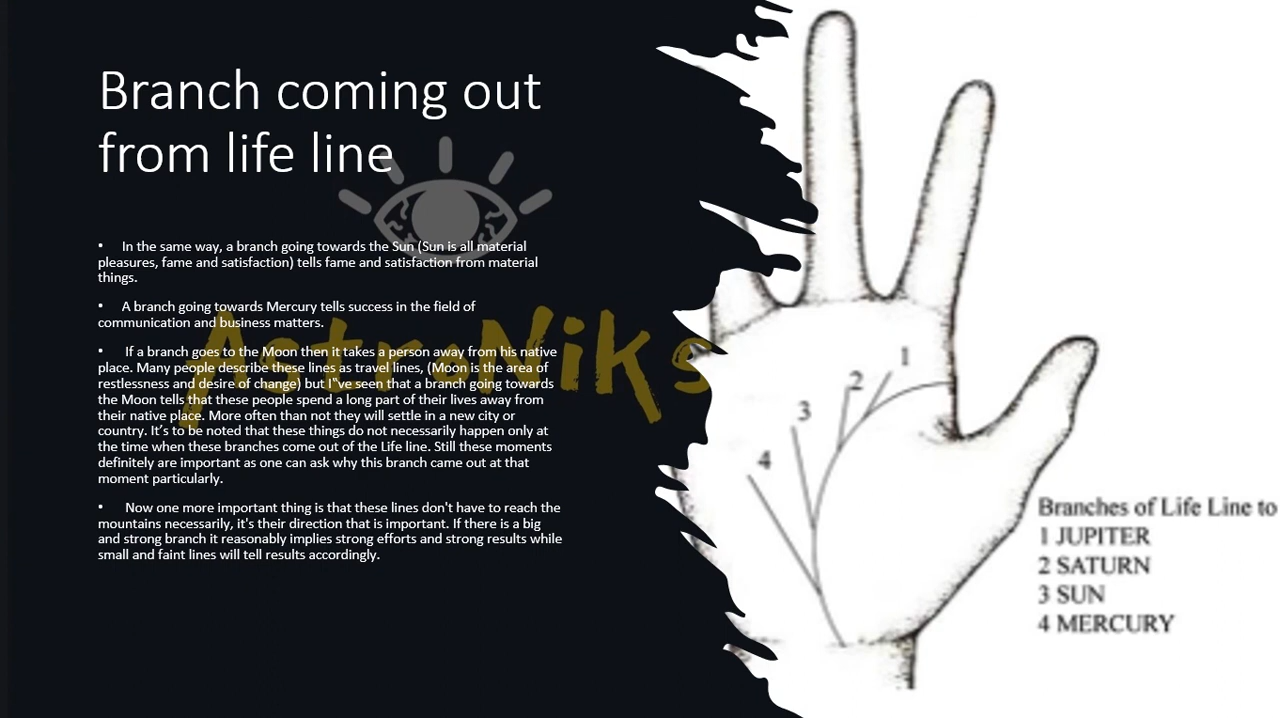 Branch coming out
from life line
• In the same way, a branch going towards the Sun (Sun is all material
pleasures, fame and satisfaction) tells fame and satisfaction from material
things.
• A branch going towards Mercury tells success in the field of
communication and business matters.
• If a branch goes to the Moon then it takes a person away from his native
place. Many people describe these lines as travel lines, (Moon is the area of
restlessness and desire of change) but I‟ve seen that a branch going towards
the Moon tells that these people spend a long part of their lives away from
their native place. More often than not they will settle in a new city or
country. It’s to be noted that these things do not necessarily happen only at
the time when these branches come out of the Life line. Still these moments
definitely are important as one can ask why this branch came out at that
moment particularly.
• Now one more important thing is that these lines don't have to reach the
mountains necessarily, it's their direction that is important. If there is a big
and strong branch it reasonably implies strong efforts and strong results while
small and faint lines will tell results accordingly.
AstroNiks
1
2
3
4
Branches of Life Line to
1 JUPITER
2 SATURN
3 SUN
4 MERCURY